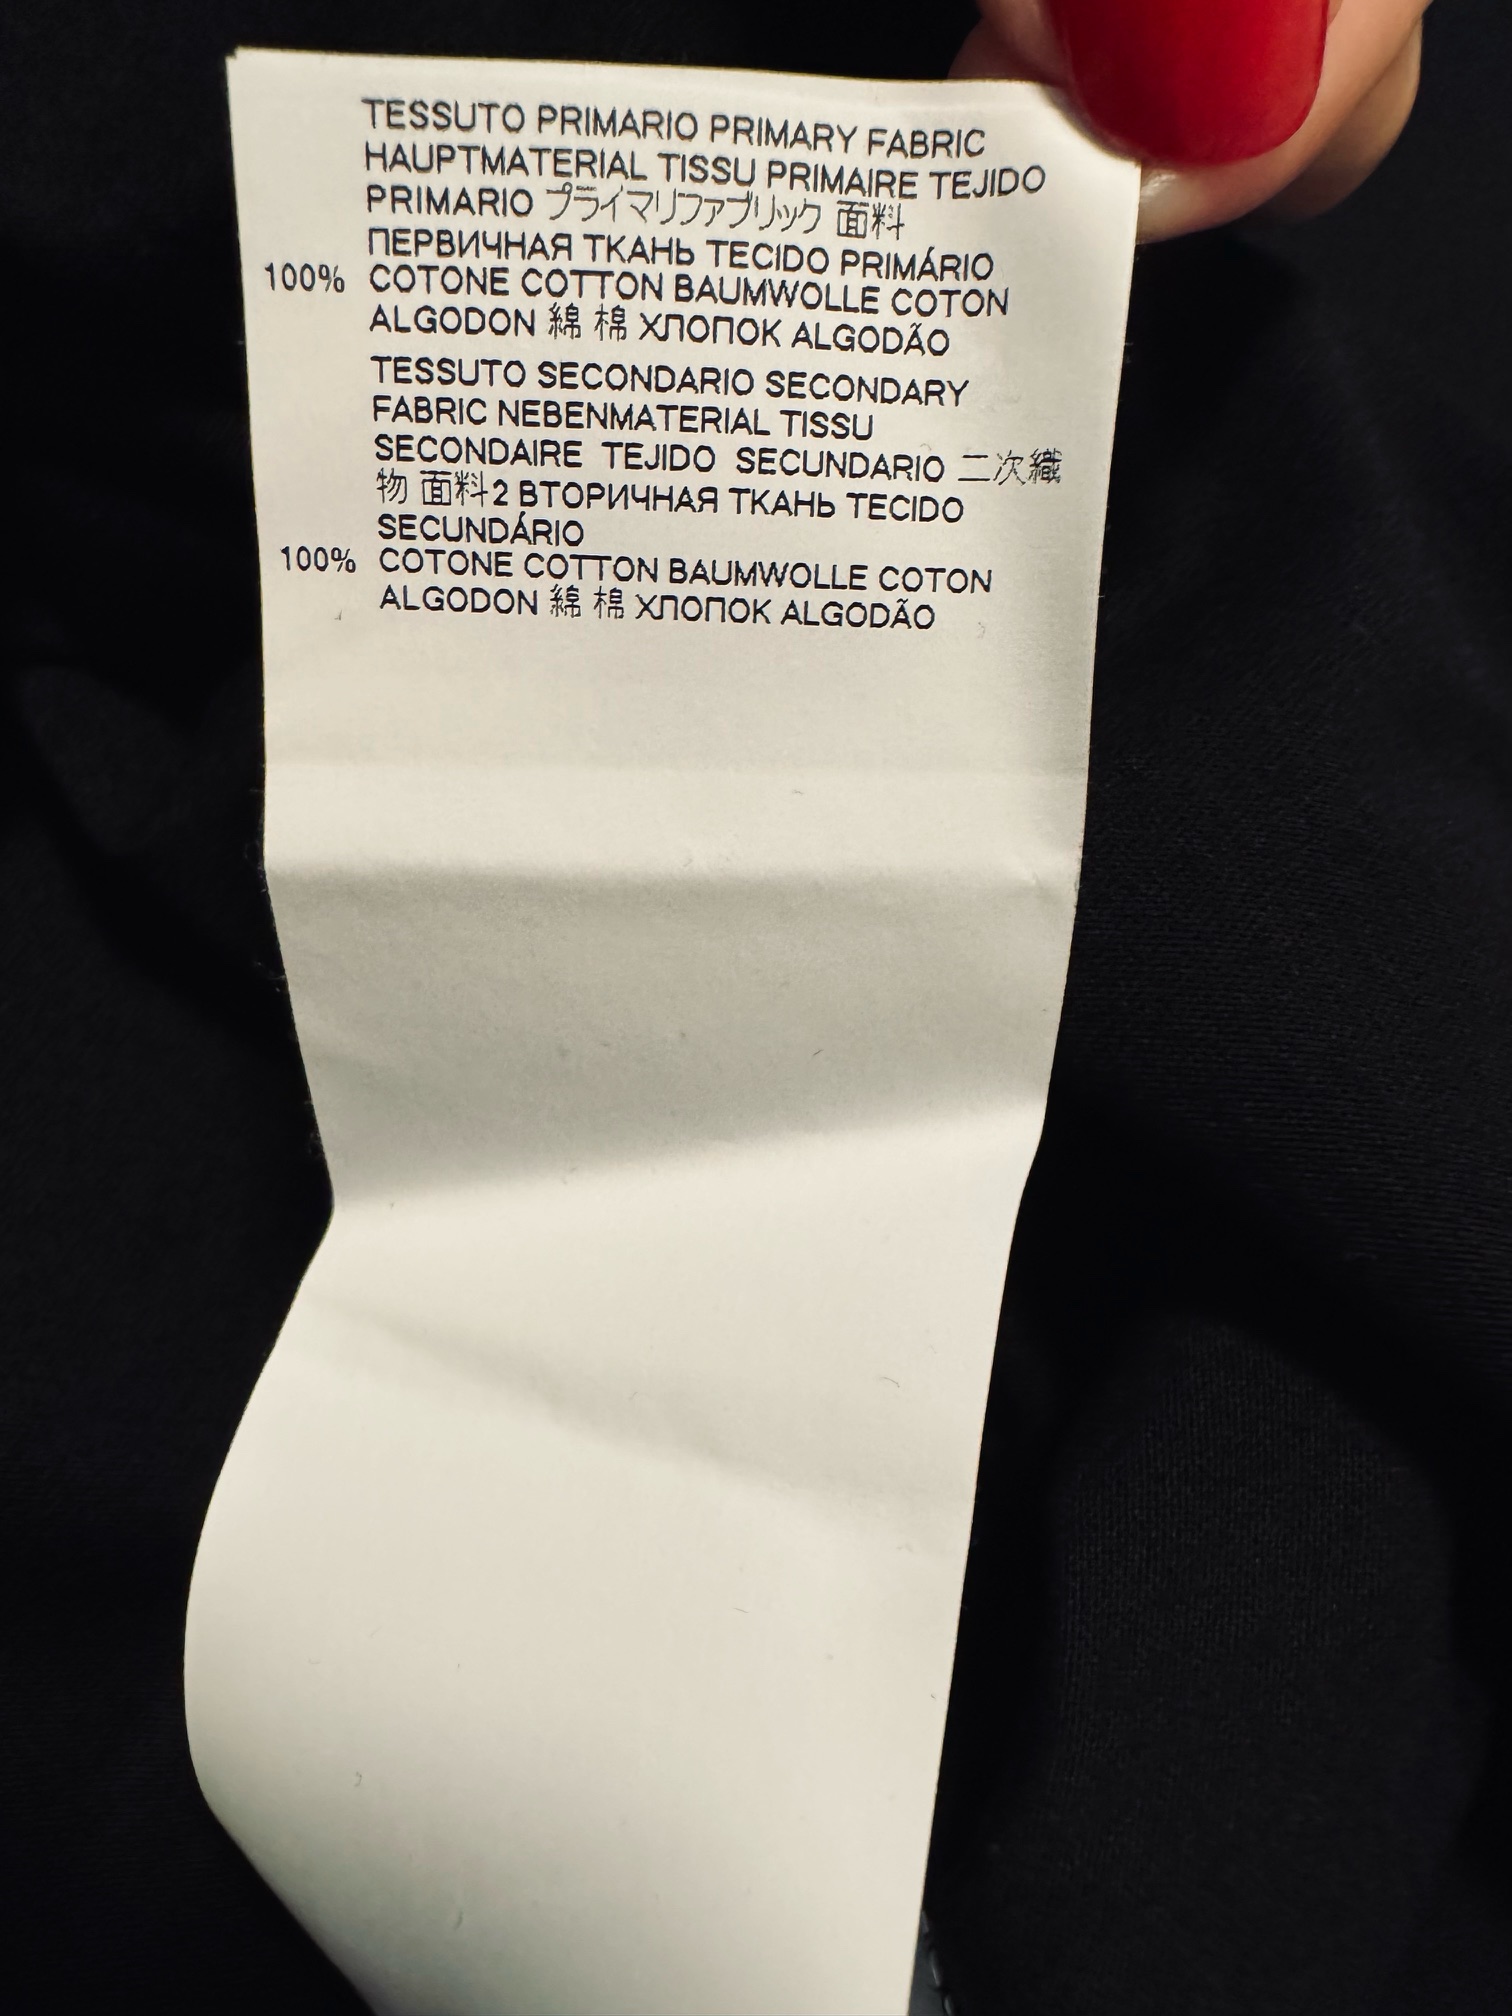 TESSUTO PRIMARIO PRIMARY FABRIC
HAUPTMATERIAL TISSU PRIMAIRE TEJIDO
PRIMARIO プライマリファブリック 面料
ПЕРВИЧНАЯ ТКАНЬ TECIDO PRIMÁRIO
100% COTONE COTTON BAUMWOLLE COTON
ALGODON 綿 棉 ХЛОПОК ALGODÃO
TESSUTO SECONDARIO SECONDARY
FABRIC NEBENMATERIAL TISSU
SECONDAIRE TEJIDO SECUNDARIO 二次織
物 面料2 ВТОРИЧНАЯ ТКАНЬ TECIDO
SECUNDÁRIO
100% COTONE COTTON BAUMWOLLE COTON
ALGODON 綿 棉 ХЛОПОК ALGODÃO